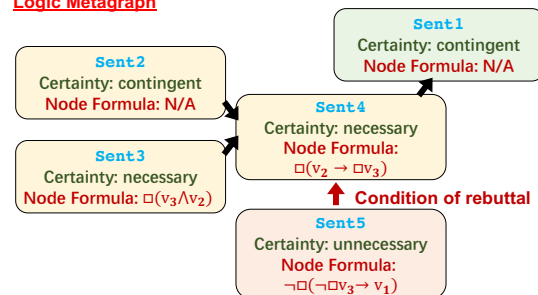 Logic Metagraph
Sent1
Certainty: contingent
Node Formula: N/A
Sent2
Certainty: contingent
Node Formula: N/A
Sent4
Certainty: necessary
Node Formula:
□(v₂ → □v₃)
Sent3
Certainty: necessary
Node Formula: □(v₃⋀v₂)
Condition of rebuttal
Sent5
Certainty: unnecessary
Node Formula:
¬□(¬□v₃→ v₁)